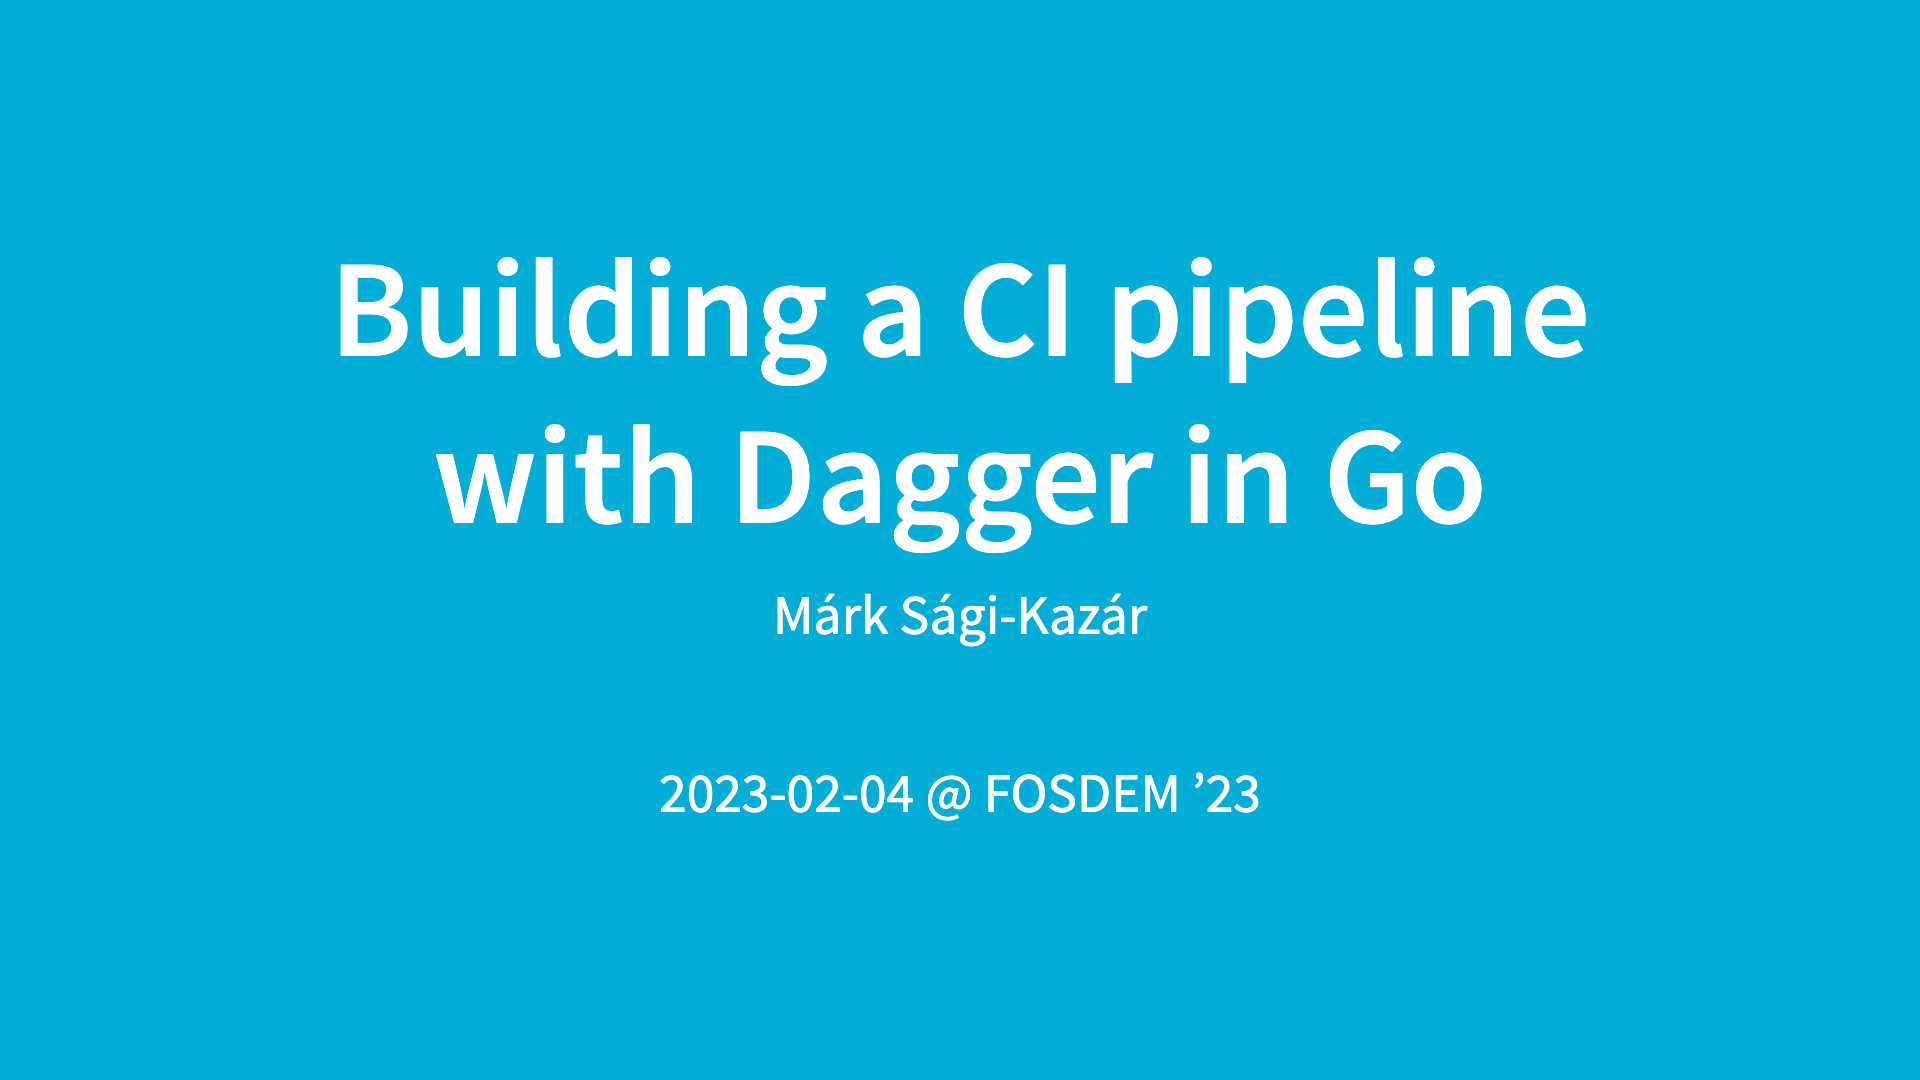 Building a CI pipeline
with Dagger in Go
Márk Sági-Kazár
2023-02-04 @ FOSDEM ’23